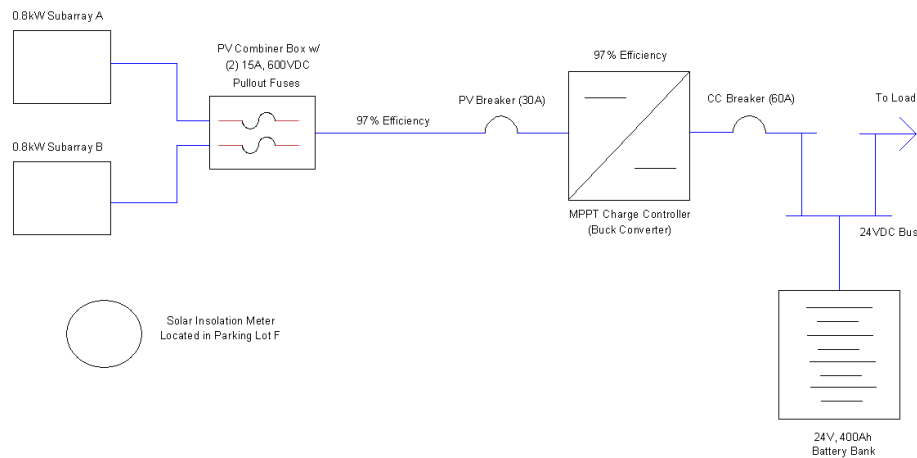 0.8kW Subarray A
PV Combiner Box w/
(2) 15A, 600VDC
Pullout Fuses
97% Efficiency
97% Efficiency
PV Breaker (30A)
CC Breaker (60A)
To Load
0.8kW Subarray B
MPPT Charge Controller
(Buck Converter)
24VDC Bus
Solar Insolation Meter
Located in Parking Lot F
24V, 400Ah
Battery Bank